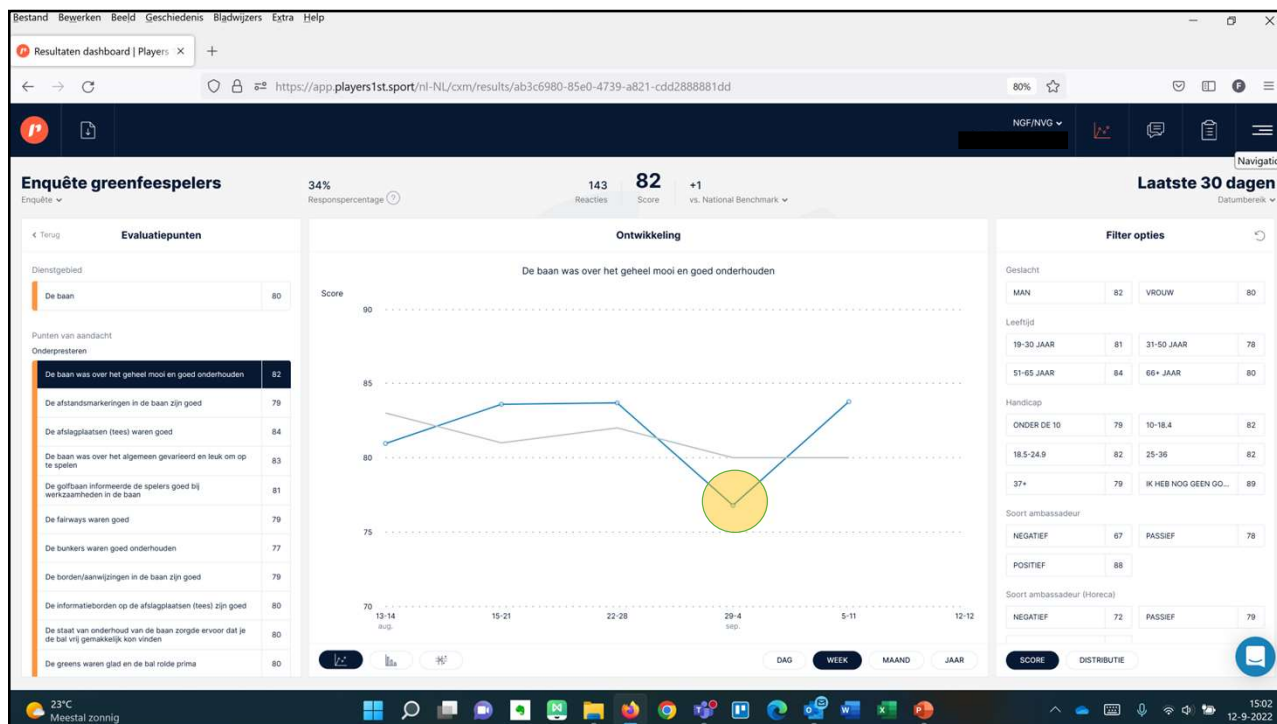 Bestand Bewerken Beeld Geschiedenis Bladwijzers Extra Help
Resultaten dashboard | Players
https://app.players1st.sport/nl-NL/cxm/results/ab3c6980-85e0-4739-a821-cdd2888881dd
80%
NGF/NVG
Navigatio
Enquête greenfeespelers
Enquête
34%
Responspercentage ?
143
Reacties
82
Score
+1
vs. National Benchmark
Laatste 30 dagen
Datumbereik
Terug
Evaluatiepunten
Dienstgebied
De baan 80
Punten van aandacht
Onderpresteren
De baan was over het geheel mooi en goed onderhouden 82
De afstandsmarkeringen in de baan zijn goed 79
De afslagplaatsen (tees) waren goed 84
De baan was over het algemeen gevarieerd en leuk om op
te spelen 83
De golfbaan informeerde de spelers goed bij
werkzaamheden in de baan 81
De fairways waren goed 79
De bunkers waren goed onderhouden 77
De borden/aanwijzingen in de baan zijn goed 79
De informatieborden op de afslagplaatsen (tees) zijn goed 80
De staat van onderhoud van de baan zorgde ervoor dat je
de bal vrij gemakkelijk kon vinden 80
De greens waren glad en de bal rolde prima 80
Ontwikkeling
De baan was over het geheel mooi en goed onderhouden
Score
90
85
80
75
70
13-14 15-21 22-28 29-4 5-11 12-12
aug. sep.
DAG WEEK MAAND JAAR
Filter opties
Geslacht
MAN 82 VROUW 80
Leeftijd
19-30 JAAR 81 31-50 JAAR 78
51-65 JAAR 84 66+ JAAR 80
Handicap
ONDER DE 10 79 10-18.4 82
18.5-24.9 82 25-36 82
37+ 79 IK HEB NOG GEEN GO... 89
Soort ambassadeur
NEGATIEF 67 PASSIEF 78
POSITIEF 88
Soort ambassadeur (Horeca)
NEGATIEF 72 PASSIEF 79
SCORE DISTRIBUTIE
23°C
Meestal zonnig
15:02
12-9-2022